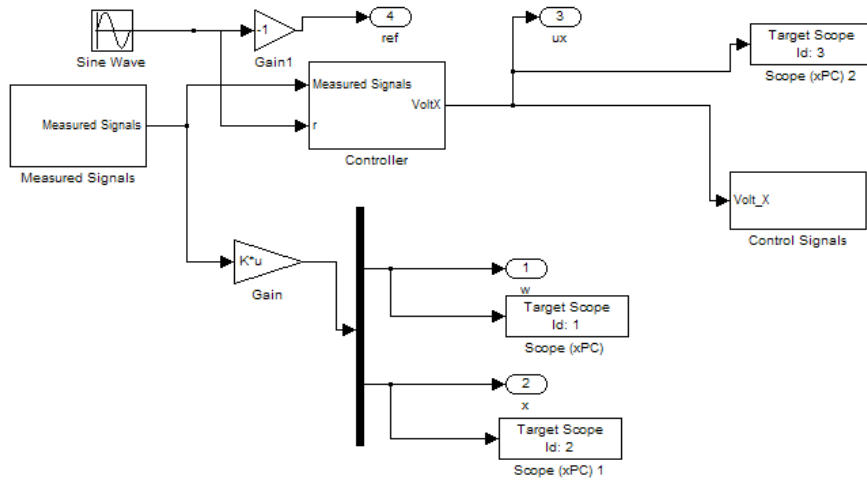 Sine Wave
-1
Gain1
4
ref
3
ux
Target Scope
Id: 3
Scope (xPC) 2
Measured Signals
Measured Signals
Measured Signals
VoltX
r
Controller
Volt_X
Control Signals
K*u
Gain
1
w
Target Scope
Id: 1
Scope (xPC)
2
x
Target Scope
Id: 2
Scope (xPC) 1